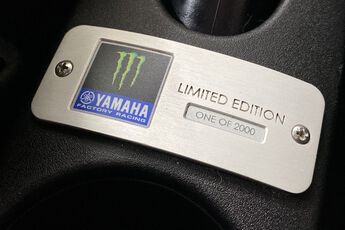 YAMAHA
FACTORY RACING
LIMITED EDITION
ONE OF 2000